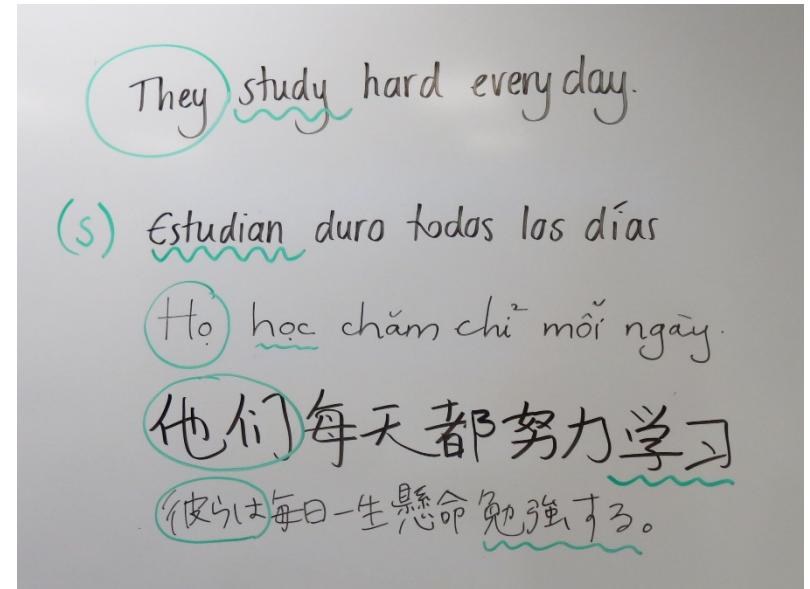 They study hard every day.
(s) Estudian duro todos los días
Họ học chăm chỉ mỗi ngày.
他们每天都努力学习
彼らは毎日一生懸命勉強する。